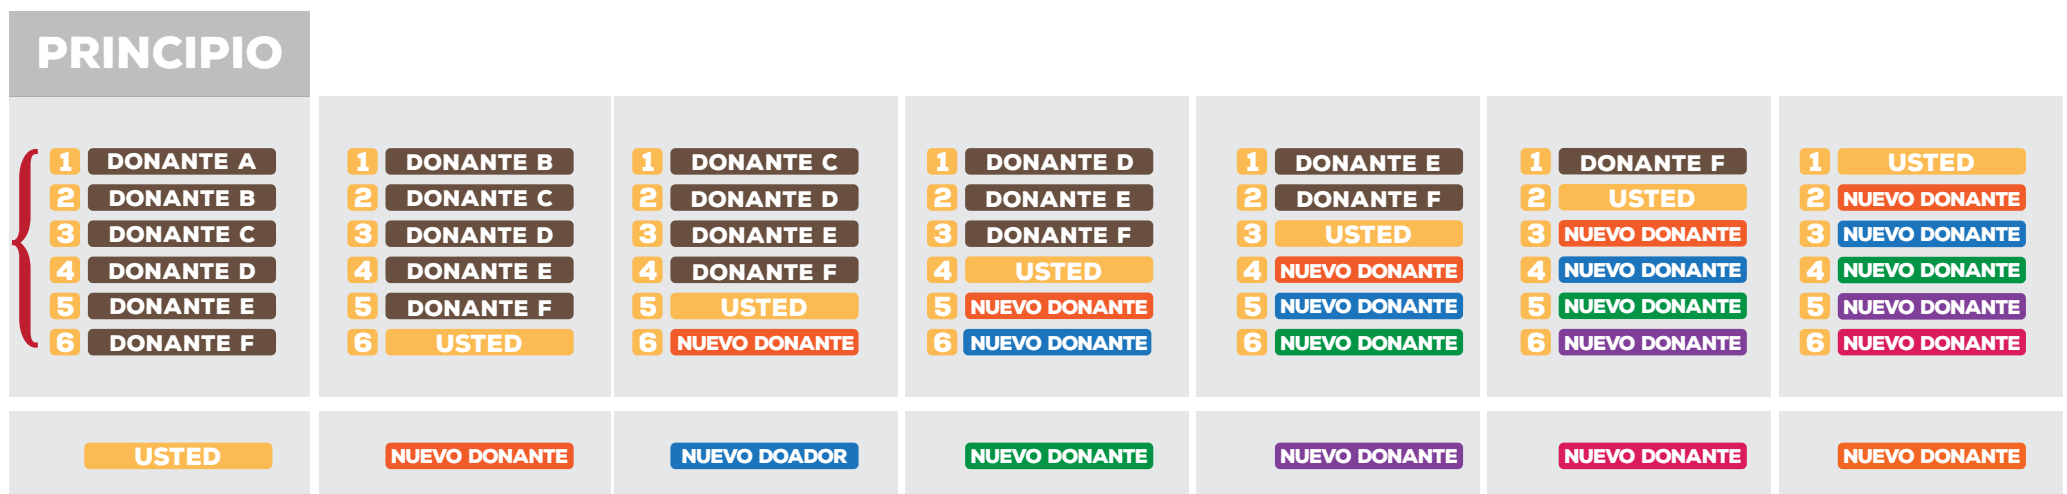 PRINCIPIO
1 DONANTE A
2 DONANTE B
3 DONANTE C
4 DONANTE D
5 DONANTE E
6 DONANTE F
USTED
1 DONANTE B
2 DONANTE C
3 DONANTE D
4 DONANTE E
5 DONANTE F
6 USTED
NUEVO DONANTE
1 DONANTE C
2 DONANTE D
3 DONANTE E
4 DONANTE F
5 USTED
6 NUEVO DONANTE
NUEVO DOADOR
1 DONANTE D
2 DONANTE E
3 DONANTE F
4 USTED
5 NUEVO DONANTE
6 NUEVO DONANTE
NUEVO DONANTE
1 DONANTE E
2 DONANTE F
3 USTED
4 NUEVO DONANTE
5 NUEVO DONANTE
6 NUEVO DONANTE
NUEVO DONANTE
1 DONANTE F
2 USTED
3 NUEVO DONANTE
4 NUEVO DONANTE
5 NUEVO DONANTE
6 NUEVO DONANTE
NUEVO DONANTE
1 USTED
2 NUEVO DONANTE
3 NUEVO DONANTE
4 NUEVO DONANTE
5 NUEVO DONANTE
6 NUEVO DONANTE
NUEVO DONANTE